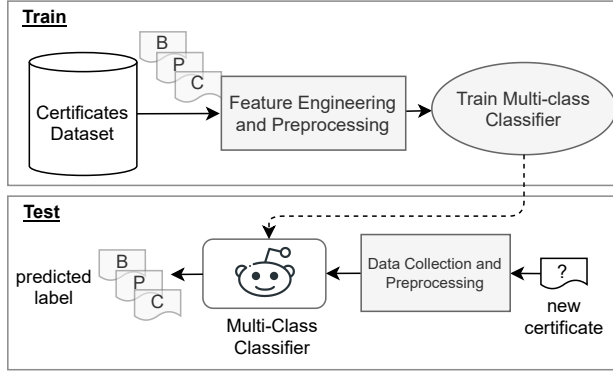 Train
B
P
C
Certificates
Dataset
Feature Engineering
and Preprocessing
Train Multi-class
Classifier
Test
B
P
C
predicted
label
Multi-Class
Classifier
Data Collection and
Preprocessing
?
new
certificate